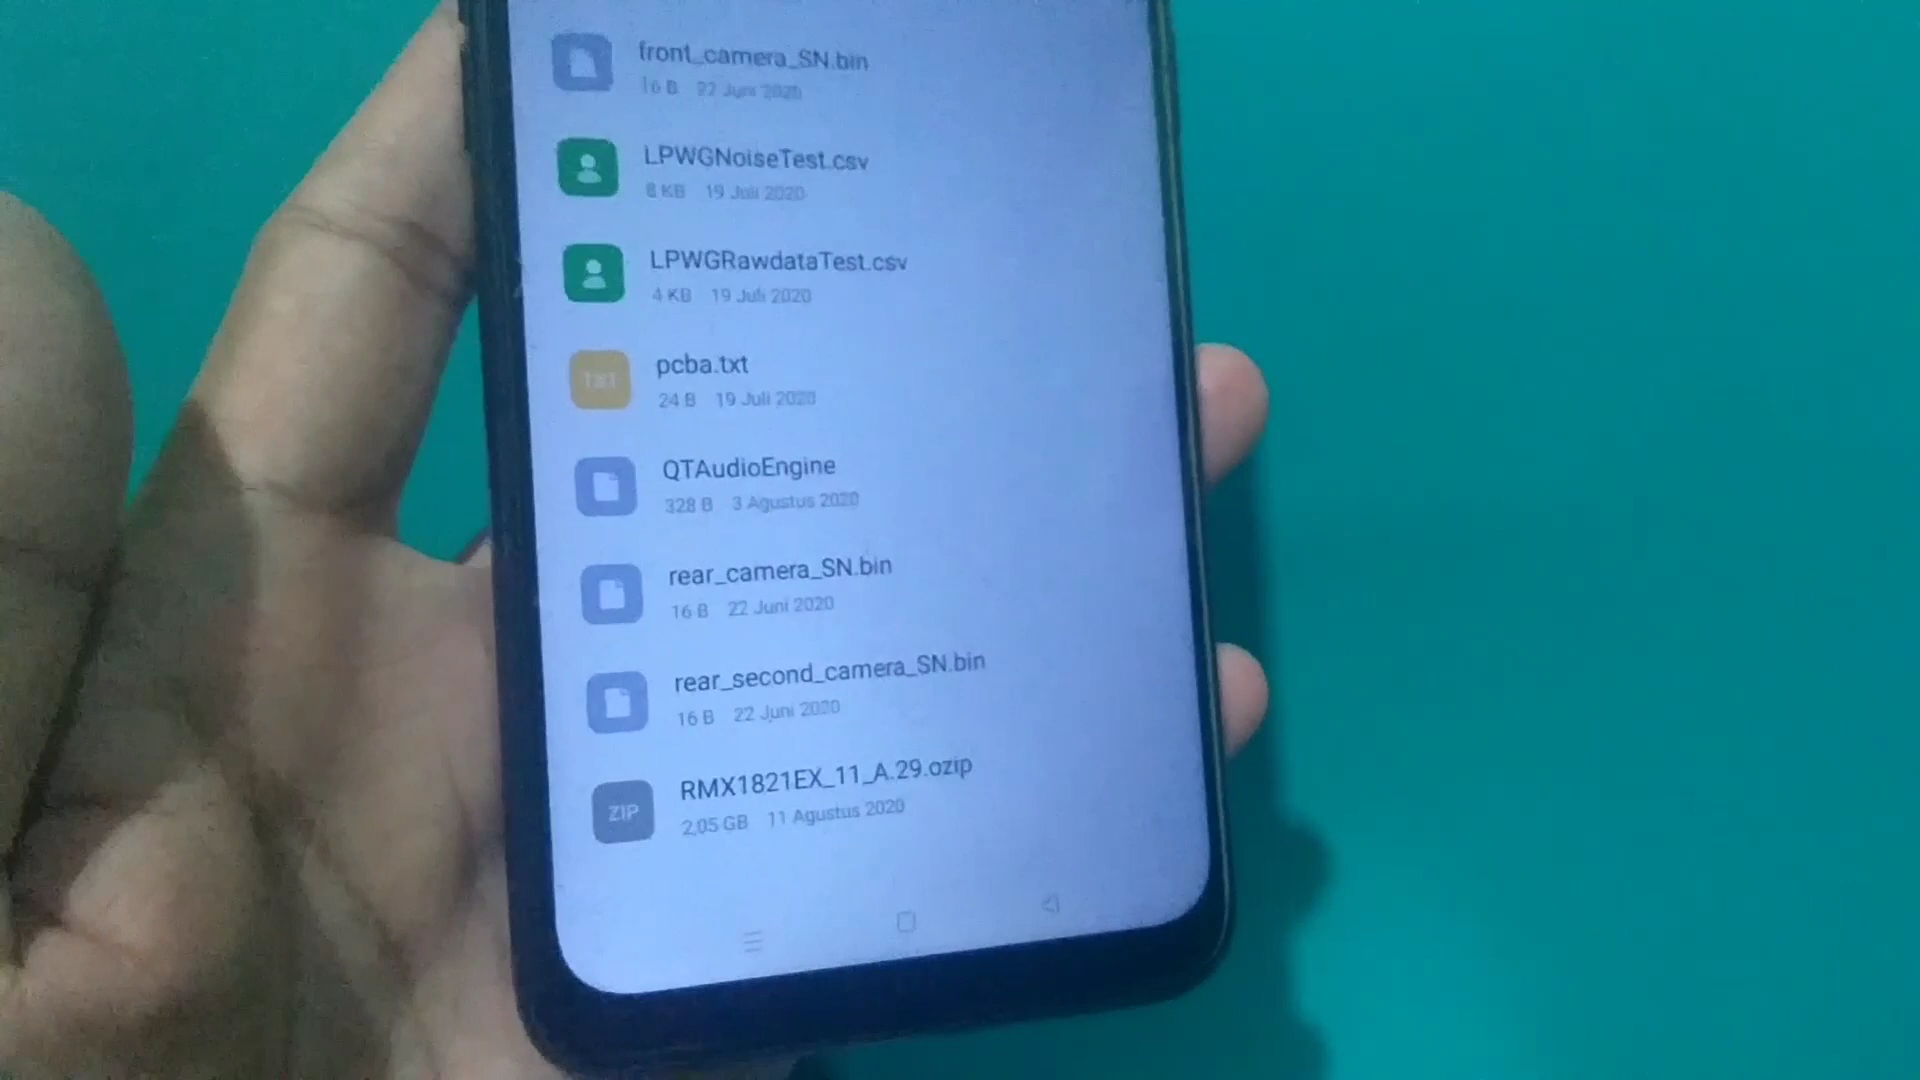 front_camera_SN.bin
16 B 22 Juni 2020
LPWGNoiseTest.csv
8 KB 19 Juli 2020
LPWGRawdataTest.csv
4 KB 19 Juli 2020
TXT
pcba.txt
24 B 19 Juli 2020
QTAudioEngine
328 B 3 Agustus 2020
rear_camera_SN.bin
16 B 22 Juni 2020
rear_second_camera_SN.bin
16 B 22 Juni 2020
ZIP
RMX1821EX_11_A.29.ozip
2,05 GB 11 Agustus 2020